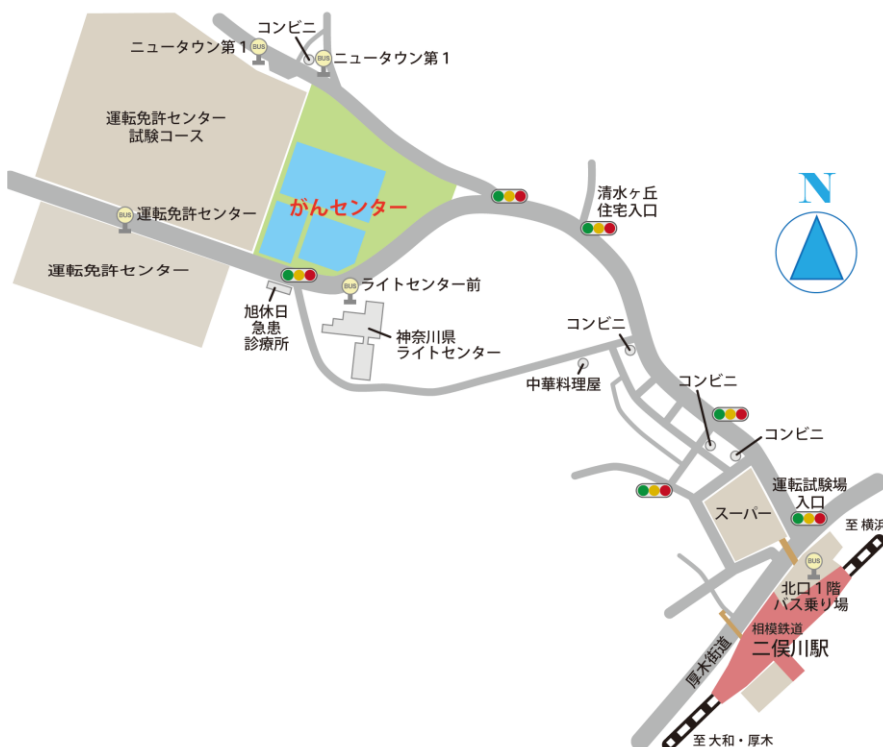 コンビニ
ニュータウン第1
BUS
BUS
ニュータウン第1
運転免許センター
試験コース
がんセンター
清水ヶ丘
住宅入口
N
BUS
運転免許センター
運転免許センター
BUS
ライトセンター前
旭休日
急患
診療所
神奈川県
ライトセンター
コンビニ
中華料理屋
コンビニ
コンビニ
運転試験場
入口
スーパー
至 横浜
BUS
北口1階
バス乗り場
相模鉄道
二俣川駅
厚木街道
至 大和・厚木